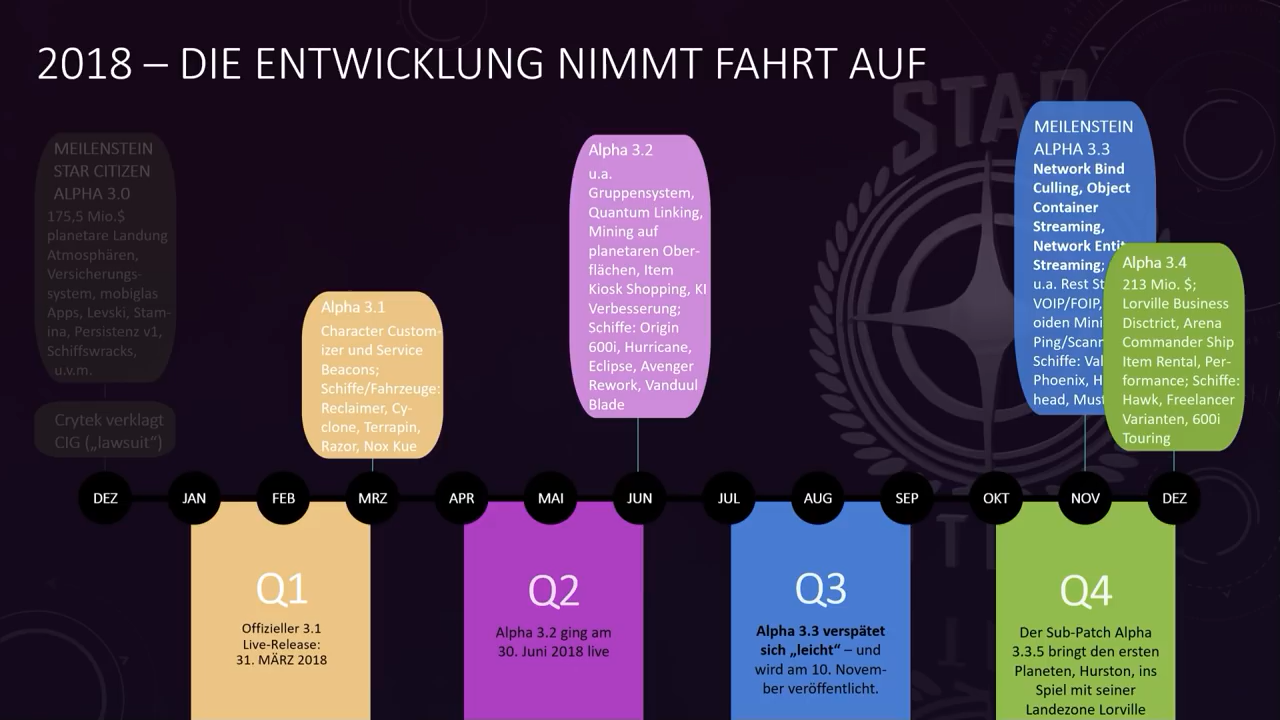 2018 – DIE ENTWICKLUNG NIMMT FAHRT AUF
MEILENSTEIN
STAR CITIZEN
ALPHA 3.0
175,5 Mio.$
planetare Landung
Atmosphären,
Versicherungs-
system, mobiglas
Apps, Levski, Stam-
ina, Persistenz v1,
Schiffswracks,
u.v.m.
Crytek verklagt
CIG („lawsuit“)
Alpha 3.1
Character Custom-
izer und Service
Beacons;
Schiffe/Fahrzeuge:
Reclaimer, Cy-
clone, Terrapin,
Razor, Nox Kue
Alpha 3.2
u.a.
Gruppensystem,
Quantum Linking,
Mining auf
planetaren Ober-
flächen, Item
Kiosk Shopping, KI
Verbesserung;
Schiffe: Origin
600i, Hurricane,
Eclipse, Avenger
Rework, Vanduul
Blade
MEILENSTEIN
ALPHA 3.3
Network Bind
Culling, Object
Container
Streaming,
Network Entit
Streaming;
u.a. Rest St
VOIP/FOIP,
oiden Mini
Ping/Scann
Schiffe: Val
Phoenix, H
head, Must
Alpha 3.4
213 Mio. $;
Lorville Business
Disctrict, Arena
Commander Ship
Item Rental, Per-
formance; Schiffe:
Hawk, Freelancer
Varianten, 600i
Touring
STAR
DEZ JAN FEB MRZ APR MAI JUN JUL AUG SEP OKT NOV DEZ
Q1
Offizieller 3.1
Live-Release:
31. MÄRZ 2018
Q2
Alpha 3.2 ging am
30. Juni 2018 live
Q3
Alpha 3.3 verspätet
sich „leicht“ – und
wird am 10. Novem-
ber veröffentlicht.
Q4
Der Sub-Patch Alpha
3.3.5 bringt den ersten
Planeten, Hurston, ins
Spiel mit seiner
Landezone Lorville